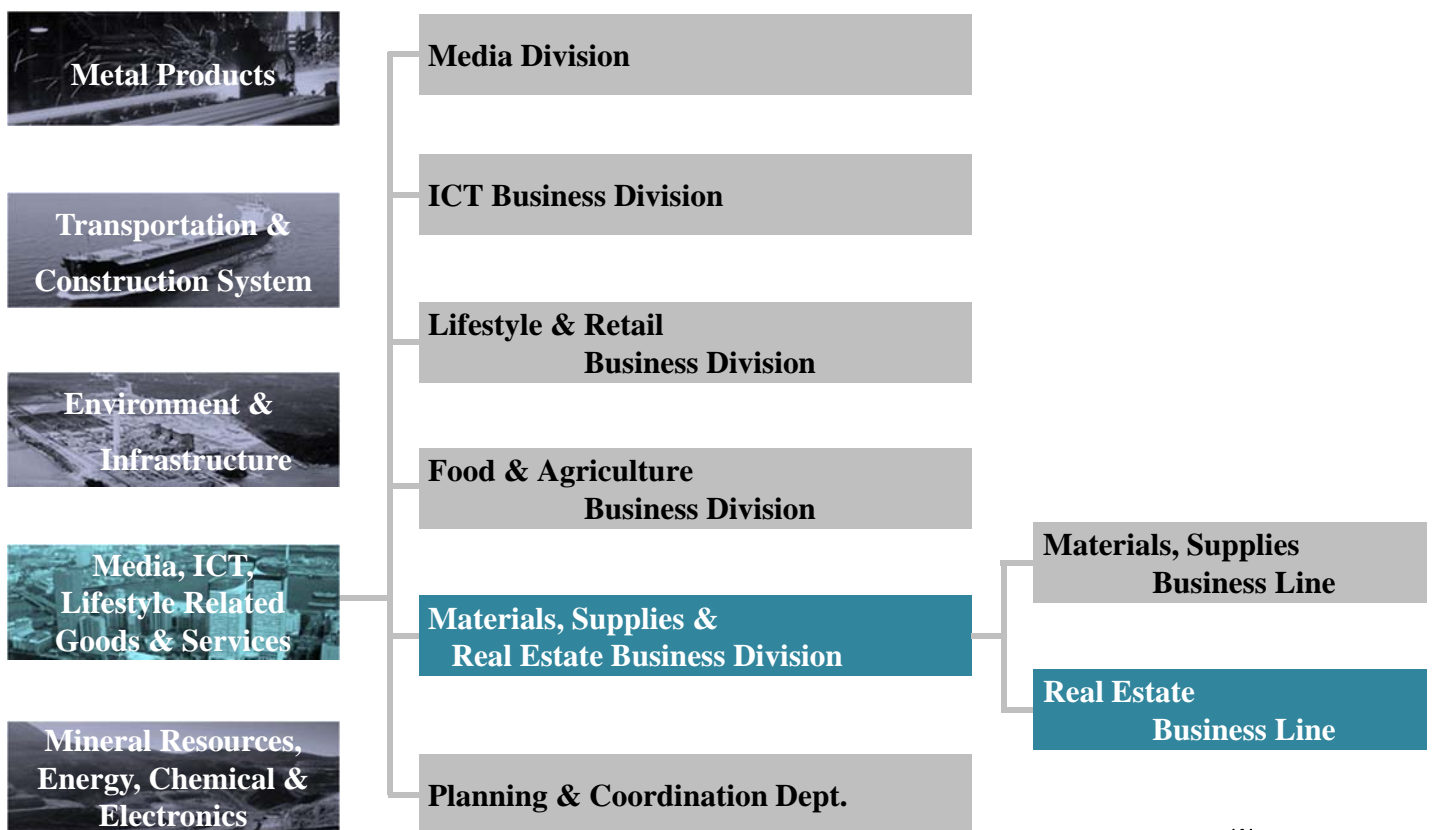 Metal Products
Transportation &
Construction System
Environment &
Infrastructure
Media, ICT,
Lifestyle Related
Goods & Services
Mineral Resources,
Energy, Chemical &
Electronics
Media Division
ICT Business Division
Lifestyle & Retail
Business Division
Food & Agriculture
Business Division
Materials, Supplies &
Real Estate Business Division
Planning & Coordination Dept.
Materials, Supplies
Business Line
Real Estate
Business Line